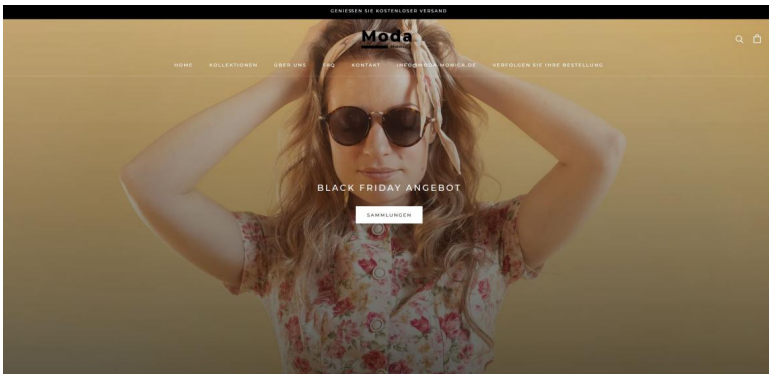 GENIESSEN SIE KOSTENLOSER VERSAND
Moda
HOME KOLLEKTIONEN ÜBER UNS FAQ KONTAKT INFO@MODA-MONICA.DE VERFOLGEN SIE IHRE BESTELLUNG
BLACK FRIDAY ANGEBOT
SAMMLUNGEN